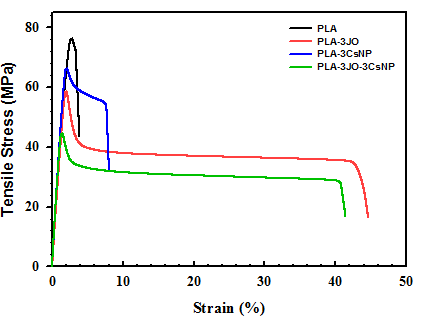 Tensile Stress (MPa)
80
60
40
20
0
PLA
PLA-3JO
PLA-3CsNP
PLA-3JO-3CsNP
0 10 20 30 40 50
Strain (%)